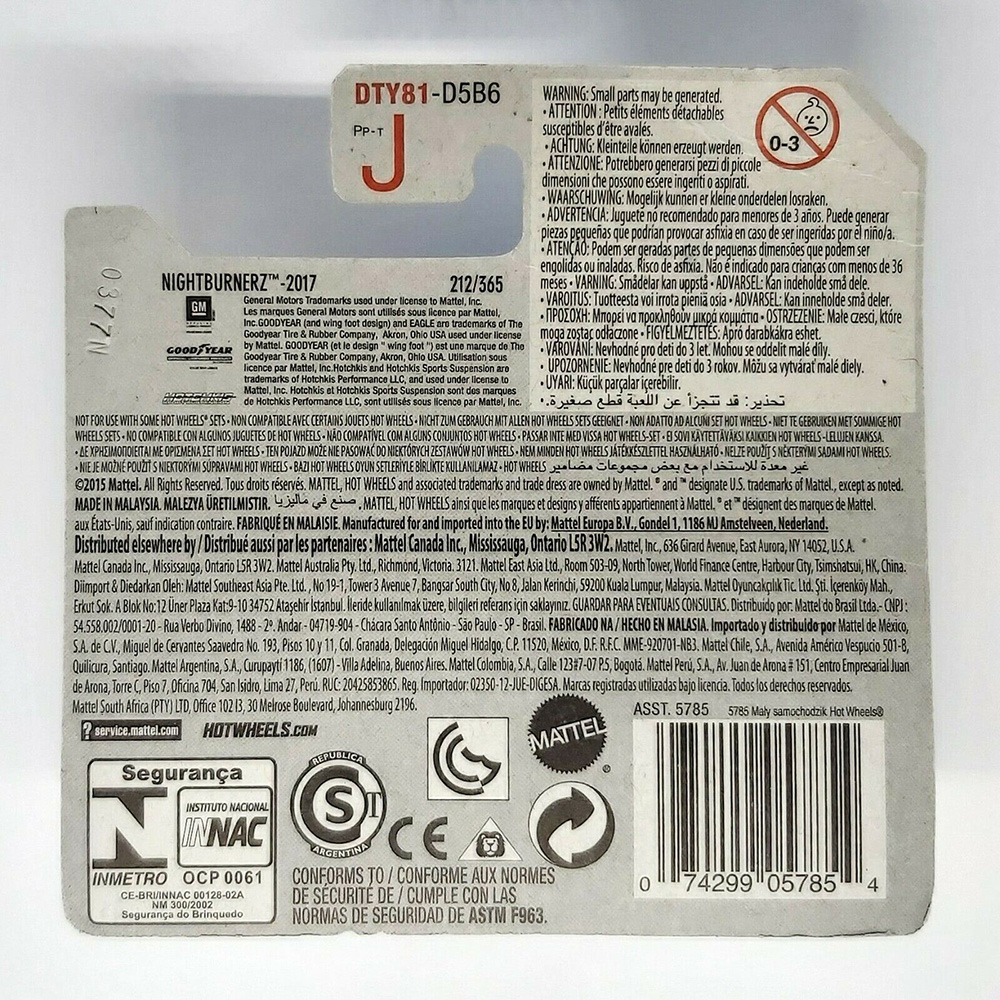 DTY81-D5B6
PP-T
J
WARNING: Small parts may be generated.
• ATTENTION : Petits éléments détachables
susceptibles d'être avalés.
• ACHTUNG: Kleinteile können erzeugt werden.
• ATTENZIONE: Potrebbero generarsi pezzi di piccole
dimensioni che possono essere ingeriti o aspirati.
• WAARSCHUWING: Mogelijk kunnen er kleine onderdelen losraken.
• ADVERTENCIA: Juguete no recomendado para menores de 3 años. Puede generar
piezas pequeñas que podrían provocar asfixia en caso de ser ingeridas por el niño/a.
• ATENÇÃO: Podem ser geradas partes de pequenas dimensões que podem ser
engolidas ou inaladas. Risco de asfixia. Não é indicado para crianças com menos de 36
meses • VARNING: Smådelar kan uppstå • ADVARSEL: Kan indeholde små dele.
• VAROITUS: Tuotteesta voi irrota pieniä osia • ADVARSEL: Kan inneholde små deler.
• ΠΡΟΣΟΧΗ: Μπορεί να προκληθούν μικρά κομμάτια • OSTRZEŻENIE: Małe części, które
mogą zostać odłączone • FIGYELMEZTETÉS: Apró darabkákra eshet.
• VAROVÁNÍ: Nevhodné pro deti do 3 let. Mohou se oddelit malé díly.
• UPOZORNENIE: Nevhodné pre deti do 3 rokov. Môžu sa vytvárať malé diely.
• UYARI: Küçük parçalar içerebilir.
تحذير: قد تتجزأ عن اللعبة قطع صغيرة.•
0-3
03777N
NIGHTBURNERZ™-2017 212/365
GM
GOODYEAR
HOTCHKIS
General Motors Trademarks used under license to Mattel, Inc.
Les marques General Motors sont utilisés sous licence par Mattel,
Inc. GOODYEAR (and wing foot design) and EAGLE are trademarks of The
Goodyear Tire & Rubber Company, Akron, Ohio USA used under license
by Mattel. GOODYEAR (et le design " wing foot ") est une marque de The
Goodyear Tire & Rubber Company, Akron, Ohio USA. Utilisation sous
licence par Mattel, Inc. Hotchkis and Hotchkis Sports Suspension are
trademarks of Hotchkis Performance LLC, and used under license to
Mattel, Inc. Hotchkis et Hotchkis Sports Suspension sont des marques
de Hotchkis Performance LLC, sont utilisés sous licence par Mattel, Inc.
NOT FOR USE WITH SOME HOT WHEELS® SETS • NON COMPATIBLE AVEC CERTAINS JOUETS HOT WHEELS • NICHT ZUM GEBRAUCH MIT ALLEN HOT WHEELS SETS GEEIGNET • NON ADATTO AD ALCUNI SET HOT WHEELS • NIET TE GEBRUIKEN MET SOMMIGE HOT
WHEELS SETS • NO COMPATIBLE CON ALGUNOS JUGUETES DE HOT WHEELS • NÃO COMPATÍVEL COM ALGUNS CONJUNTOS HOT WHEELS • PASSAR INTE MED VISSA HOT WHEELS-SET • EI SOVI KÄYTETTÄVÄKSI KAIKKIEN HOT WHEELS -LELUJEN KANSSA.
• ΔΕ ΧΡΗΣΙΜΟΠΟΙΕΙΤΑΙ ΜΕ ΟΡΙΣΜΕΝΑ ΣΕΤ HOT WHEELS • TEN POJAZD MOŻE NIE PASOWAĆ DO NIEKTÓRYCH ZESTAWÓW HOT WHEELS • NEM MINDEN HOT WHEELS JÁTÉKKÉSZLETTEL HASZNÁLHATÓ • NELZE POUŽÍT S NĚKTERÝMI SADAMI HOT WHEELS.
• NIE JE MOŽNÉ POUŽIŤ S NIEKTORÝMI SÚPRAVAMI HOT WHEELS • BAZI HOT WHEELS OYUN SETLERİYLE BİRLİKTE KULLANILAMAZ • HOT WHEELS غير معدة للاستخدام مع بعض مجموعات مضامير
©2015 Mattel. All Rights Reserved. Tous droits réservés. MATTEL, HOT WHEELS and associated trademarks and trade dress are owned by Mattel. ® and ™ designate U.S. trademarks of Mattel, except as noted.
MADE IN MALAYSIA. MALEZYA ÜRETİLMİSTİR. صنع في ماليزيا. MATTEL, HOT WHEELS ainsi que les marques et designs y afférents appartiennent à Mattel. ® et ™ désignent des marques de Mattel
aux États-Unis, sauf indication contraire. FABRIQUÉ EN MALAISIE. Manufactured for and imported into the EU by: Mattel Europa B.V., Gondel 1, 1186 MJ Amstelveen, Nederland.
Distributed elsewhere by / Distribué aussi par les partenaires : Mattel Canada Inc., Mississauga, Ontario L5R 3W2. Mattel, Inc., 636 Girard Avenue, East Aurora, NY 14052, U.S.A.
Mattel Canada Inc., Mississauga, Ontario L5R 3W2. Mattel Australia Pty. Ltd., Richmond, Victoria. 3121. Mattel East Asia Ltd., Room 503-09, North Tower, World Finance Centre, Harbour City, Tsimshatsui, HK, China.
Diimport & Diedarkan Oleh: Mattel Southeast Asia Pte. Ltd., No 19-1, Tower 3 Avenue 7, Bangsar South City, No 8, Jalan Kerinchi, 59200 Kuala Lumpur, Malaysia. Mattel Oyuncakçılık Tic. Ltd. Şti. İçerenköy Mah.,
Erkut Sok. A Blok No:12 Üner Plaza Kat:9-10 34752 Ataşehir İstanbul. İleride kullanılmak üzere, bilgileri referans için saklayınız. GUARDAR PARA EVENTUAIS CONSULTAS. Distribuido por: Mattel do Brasil Ltda.- CNPJ :
54.558.002/0001-20 - Rua Verbo Divino, 1488 - 2º. Andar - 04719-904 - Chácara Santo Antônio - São Paulo - SP - Brasil. FABRICADO NA / HECHO EN MALASIA. Importado y distribuido por Mattel de México,
S.A. de C.V., Miguel de Cervantes Saavedra No. 193, Pisos 10 y 11, Col. Granada, Delegación Miguel Hidalgo, C.P. 11520, México, D.F. R.F.C. MME-920701-NB3. Mattel Chile, S.A., Avenida Américo Vespucio 501-B,
Quilicura, Santiago. Mattel Argentina, S.A., Curupaytí 1186, (1607) - Villa Adelina, Buenos Aires. Mattel Colombia, S.A., Calle 123#7-07 P.5, Bogotá. Mattel Perú, S.A., Av. Juan de Arona # 151, Centro Empresarial Juan
de Arona, Torre C, Piso 7, Oficina 704, San Isidro, Lima 27, Perú. RUC: 20425853865. Reg. Importador: 02350-12-JUE-DIGESA. Marcas registradas utilizadas bajo licencia. Todos los derechos reservados.
Mattel South Africa (PTY) LTD, Office 102 I3, 30 Melrose Boulevard, Johannesburg 2196.
? service.mattel.com HOTWHEELS.COM
MATTEL ®
ASST. 5785 5785 Mały samochodzik Hot Wheels®
Segurança
INMETRO
INSTITUTO NACIONAL
INNAC
OCP 0061
CE-BRI/INNAC 00128-02A
NM 300/2002
Segurança do Brinquedo
REPUBLICA
S T
ARGENTINA
CE
CONFORMS TO / CONFORME AUX NORMES
DE SÉCURITÉ DE / CUMPLE CON LAS
NORMAS DE SEGURIDAD DE ASTM F963.
0 74299 05785 4